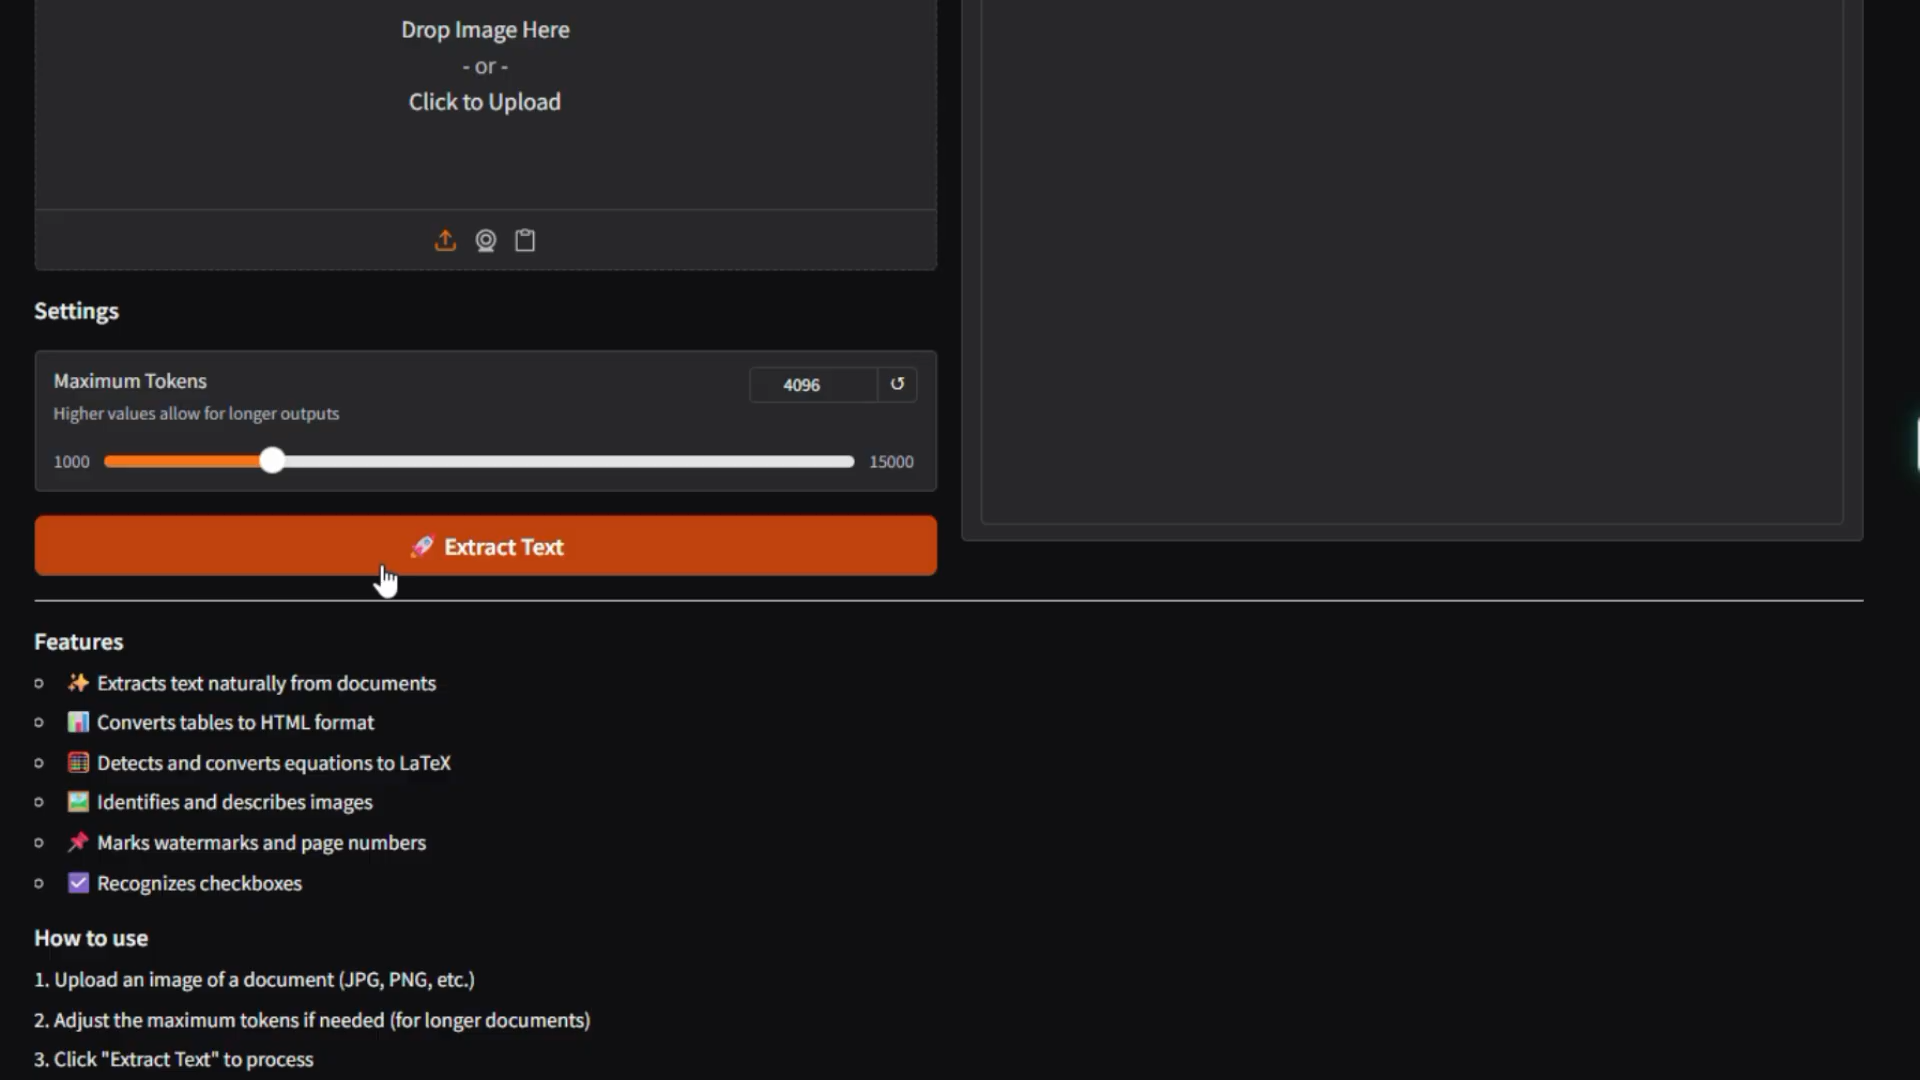 Drop Image Here
- or -
Click to Upload
Settings
Maximum Tokens
4096
Higher values allow for longer outputs
1000
15000
🚀 Extract Text
Features
✨ Extracts text naturally from documents
📊 Converts tables to HTML format
🧮 Detects and converts equations to LaTeX
🖼️ Identifies and describes images
📌 Marks watermarks and page numbers
☑️ Recognizes checkboxes
How to use
1. Upload an image of a document (JPG, PNG, etc.)
2. Adjust the maximum tokens if needed (for longer documents)
3. Click "Extract Text" to process